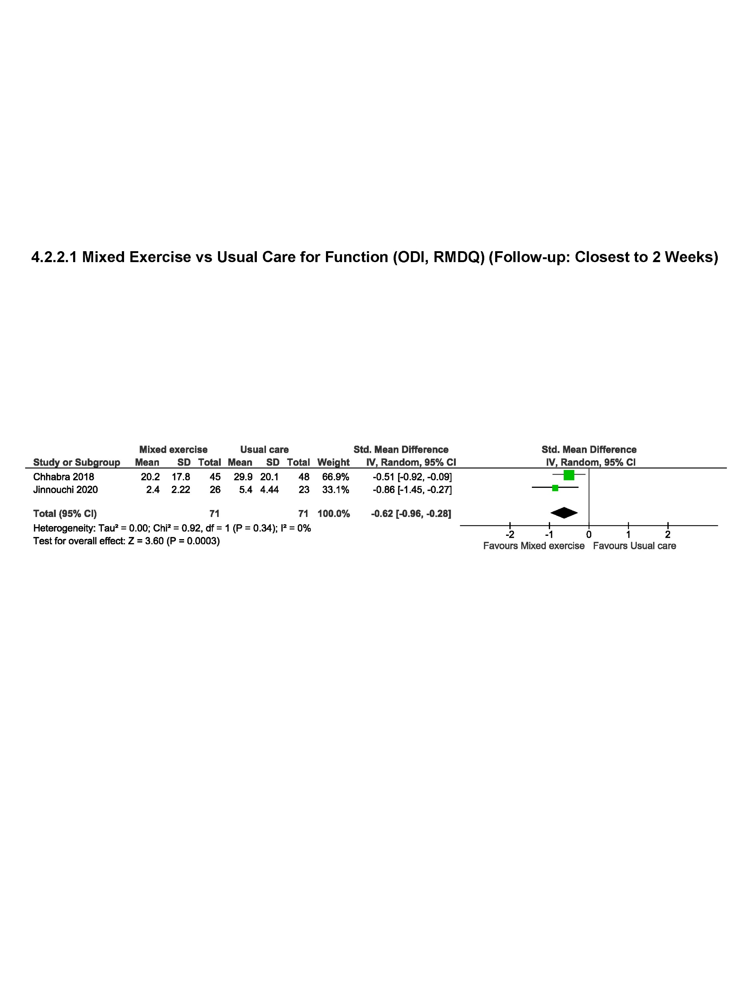 4.2.2.1 Mixed Exercise vs Usual Care for Function (ODI, RMDQ) (Follow-up: Closest to 2 Weeks)
Mixed exercise Usual care Std. Mean Difference Std. Mean Difference
Study or Subgroup Mean SD Total Mean SD Total Weight IV, Random, 95% CI IV, Random, 95% CI
Chhabra 2018 20.2 17.8 45 29.9 20.1 48 66.9% -0.51 [-0.92, -0.09]
Jinnouchi 2020 2.4 2.22 26 5.4 4.44 23 33.1% -0.86 [-1.45, -0.27]
Total (95% CI) 71 71 100.0% -0.62 [-0.96, -0.28]
Heterogeneity: Tau² = 0.00; Chi² = 0.92, df = 1 (P = 0.34); I² = 0%
Test for overall effect: Z = 3.60 (P = 0.0003)
-2 -1 0 1 2
Favours Mixed exercise Favours Usual care